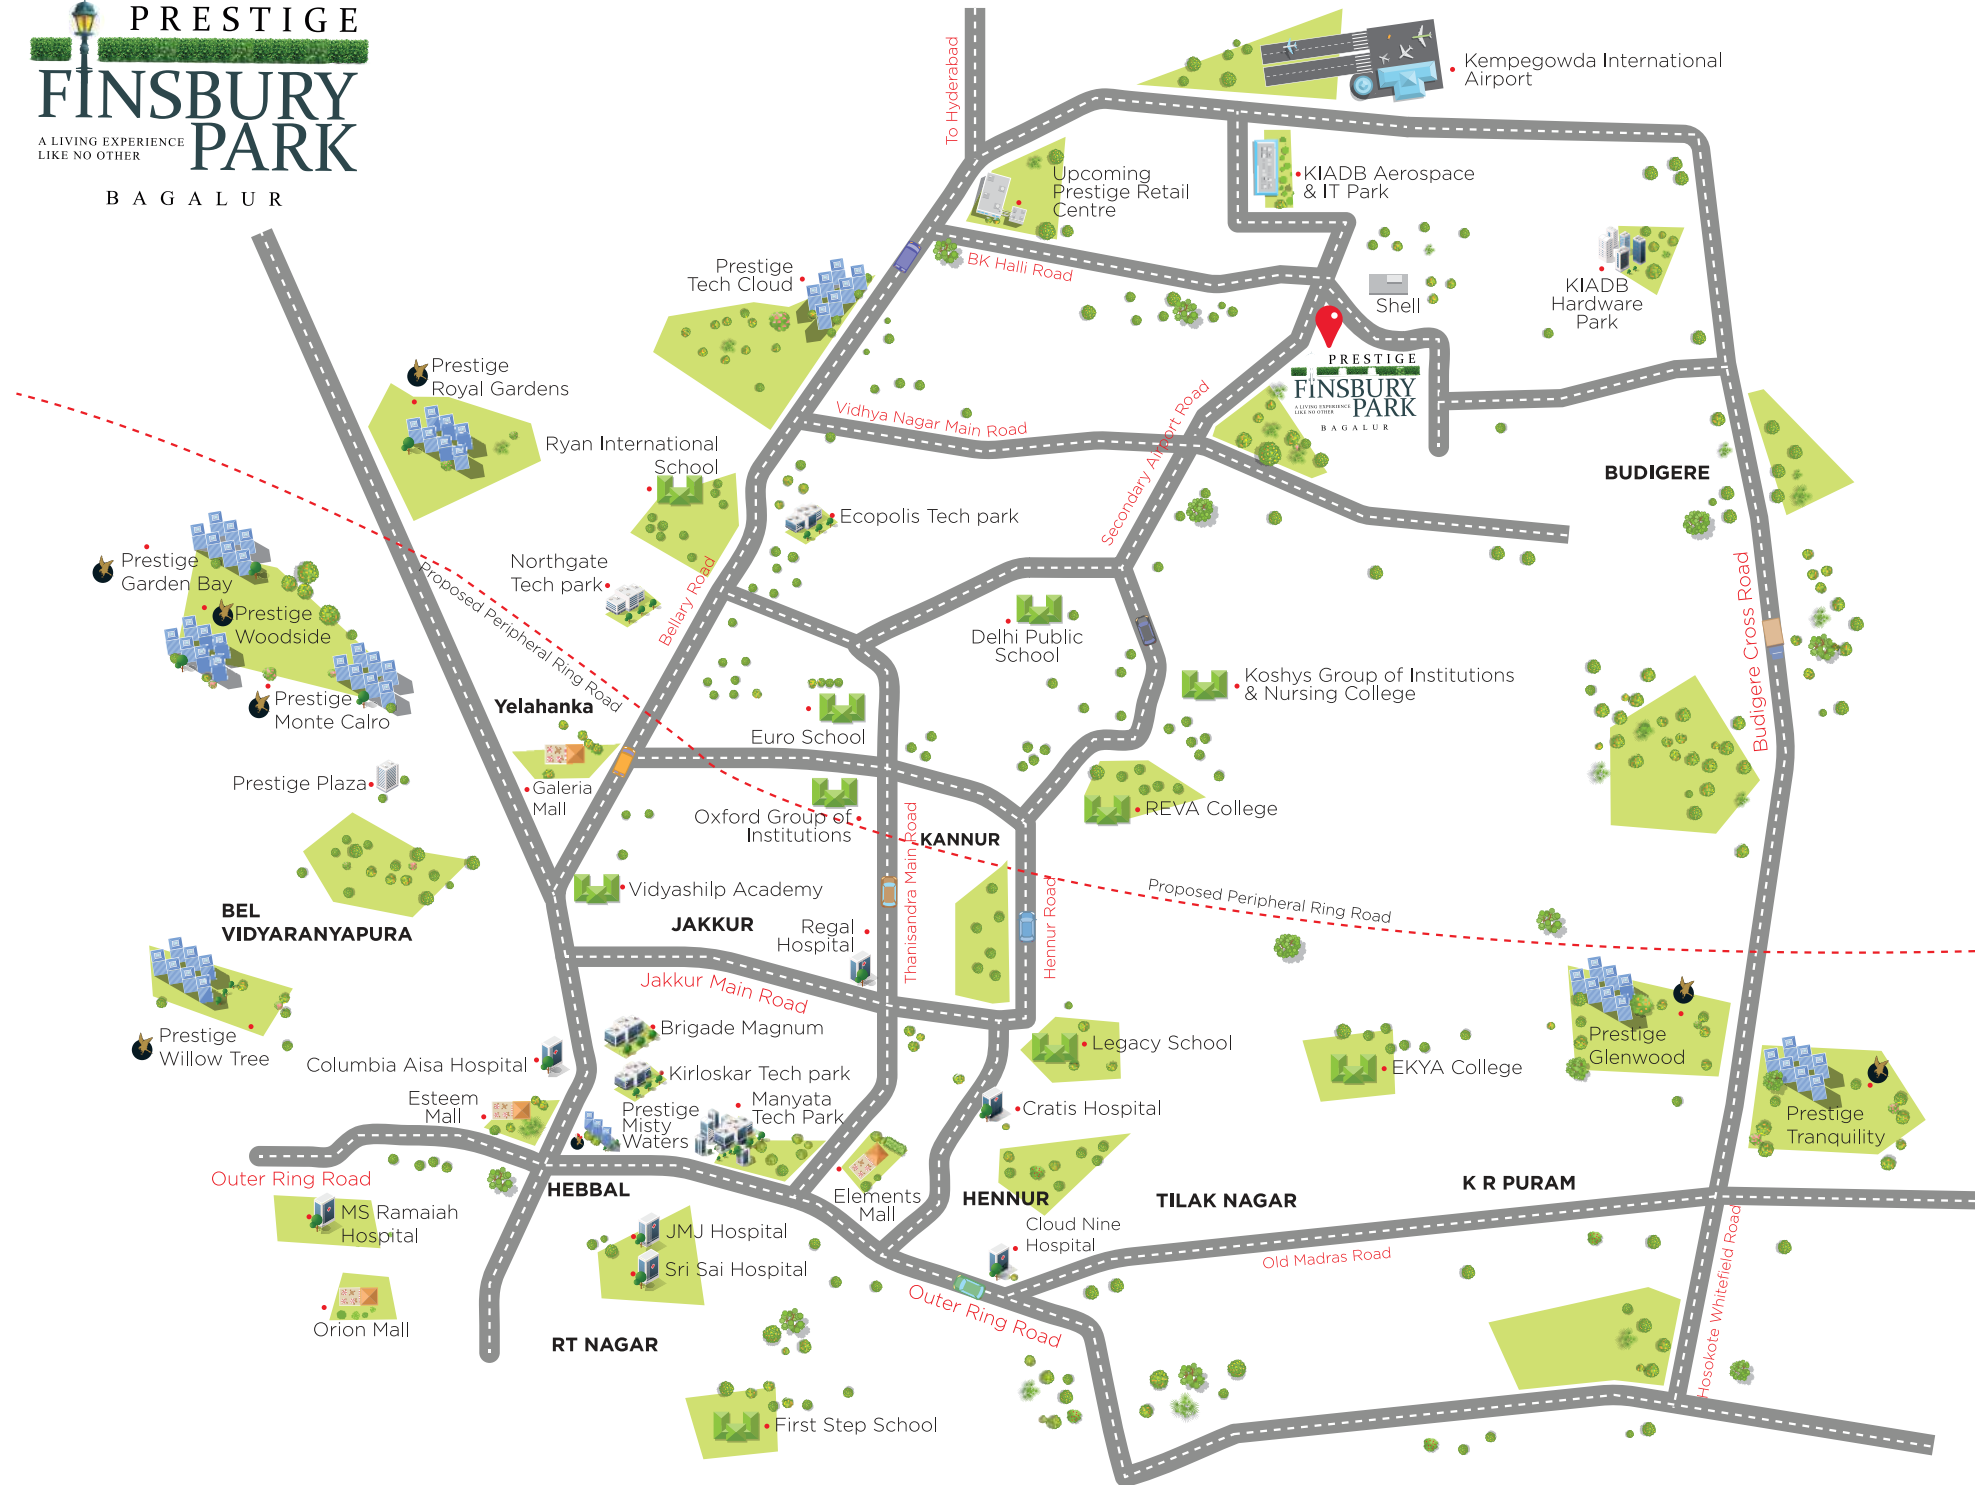 PRESTIGE
FINSBURY
PARK
A LIVING EXPERIENCE
LIKE NO OTHER
BAGALUR
To Hyderabad
Kempegowda International
Airport
Upcoming
Prestige Retail
Centre
KIADB Aerospace
& IT Park
BK Halli Road
Prestige
Tech Cloud
Shell
KIADB
Hardware
Park
PRESTIGE
FINSBURY
PARK
A LIVING EXPERIENCE
LIKE NO OTHER
BAGALUR
Prestige
Royal Gardens
Vidhya Nagar Main Road
Secondary Airport Road
Ryan International
School
BUDIGERE
Ecopolis Tech park
Northgate
Tech park
Bellary Road
Proposed Peripheral Ring Road
Prestige
Garden Bay
Prestige
Woodside
Prestige
Monte Calro
Delhi Public
School
Koshys Group of Institutions
& Nursing College
Budigere Cross Road
Yelahanka
Euro School
Prestige Plaza
Galeria
Mall
Oxford Group of
Institutions
KANNUR
REVA College
Thanisandra Main Road
Vidyashilp Academy
Hennur Road
Proposed Peripheral Ring Road
BEL
VIDYARANYAPURA
JAKKUR
Regal
Hospital
Jakkur Main Road
Prestige
Willow Tree
Columbia Aisa Hospital
Brigade Magnum
Kirloskar Tech park
Legacy School
EKYA College
Prestige
Glenwood
Esteem
Mall
Prestige
Misty
Waters
Manyata
Tech Park
Cratis Hospital
Prestige
Tranquility
Outer Ring Road
HEBBAL
Elements
Mall
HENNUR
TILAK NAGAR
K R PURAM
MS Ramaiah
Hospital
JMJ Hospital
Sri Sai Hospital
Cloud Nine
Hospital
Old Madras Road
Hosokote Whitefield Road
Outer Ring Road
Orion Mall
RT NAGAR
First Step School